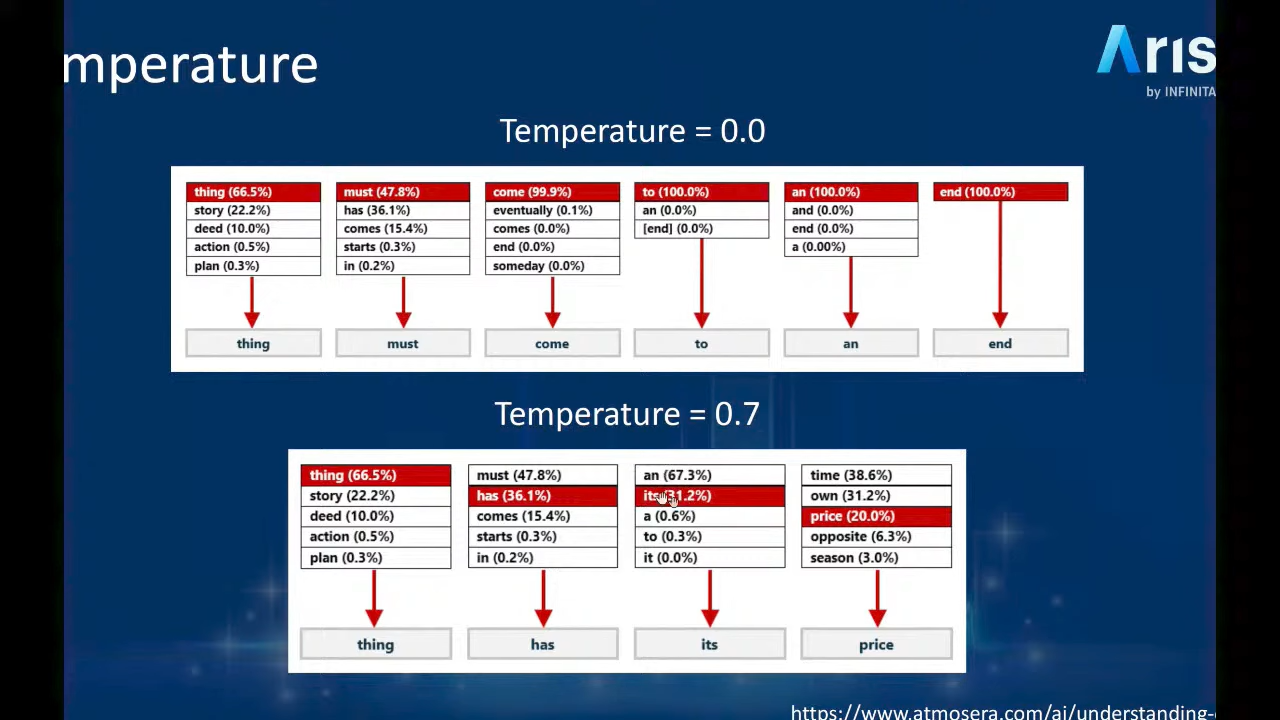 mperature
Aris
by INFINITA
Temperature = 0.0
thing (66.5%) must (47.8%) come (99.9%) to (100.0%) an (100.0%) end (100.0%)
story (22.2%) has (36.1%) eventually (0.1%) an (0.0%) and (0.0%)
deed (10.0%) comes (15.4%) comes (0.0%) [end] (0.0%) end (0.0%)
action (0.5%) starts (0.3%) end (0.0%) a (0.00%)
plan (0.3%) in (0.2%) someday (0.0%)
thing must come to an end
Temperature = 0.7
thing (66.5%) must (47.8%) an (67.3%) time (38.6%)
story (22.2%) has (36.1%) its (31.2%) own (31.2%)
deed (10.0%) comes (15.4%) a (0.6%) price (20.0%)
action (0.5%) starts (0.3%) to (0.3%) opposite (6.3%)
plan (0.3%) in (0.2%) it (0.0%) season (3.0%)
thing has its price
https://www.atmosera.com/ai/understanding-